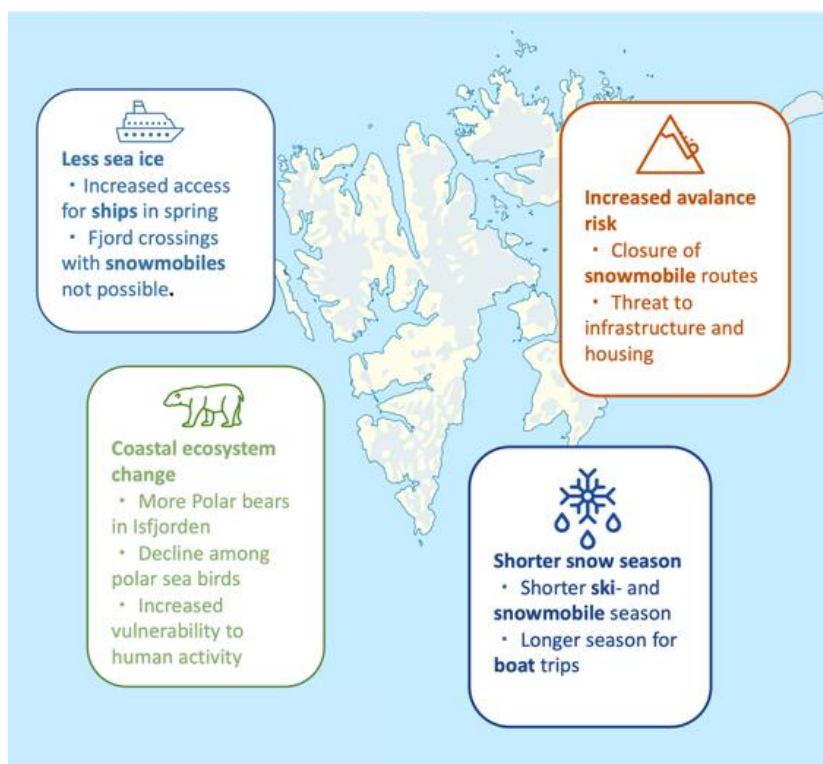 Less sea ice
· Increased access
for ships in spring
· Fjord crossings
with snowmobiles
not possible.
Increased avalance
risk
· Closure of
snowmobile routes
· Threat to
infrastructure and
housing
Coastal ecosystem
change
· More Polar bears
in Isfjorden
· Decline among
polar sea birds
· Increased
vulnerability to
human activity
Shorter snow season
· Shorter ski- and
snowmobile season
· Longer season for
boat trips